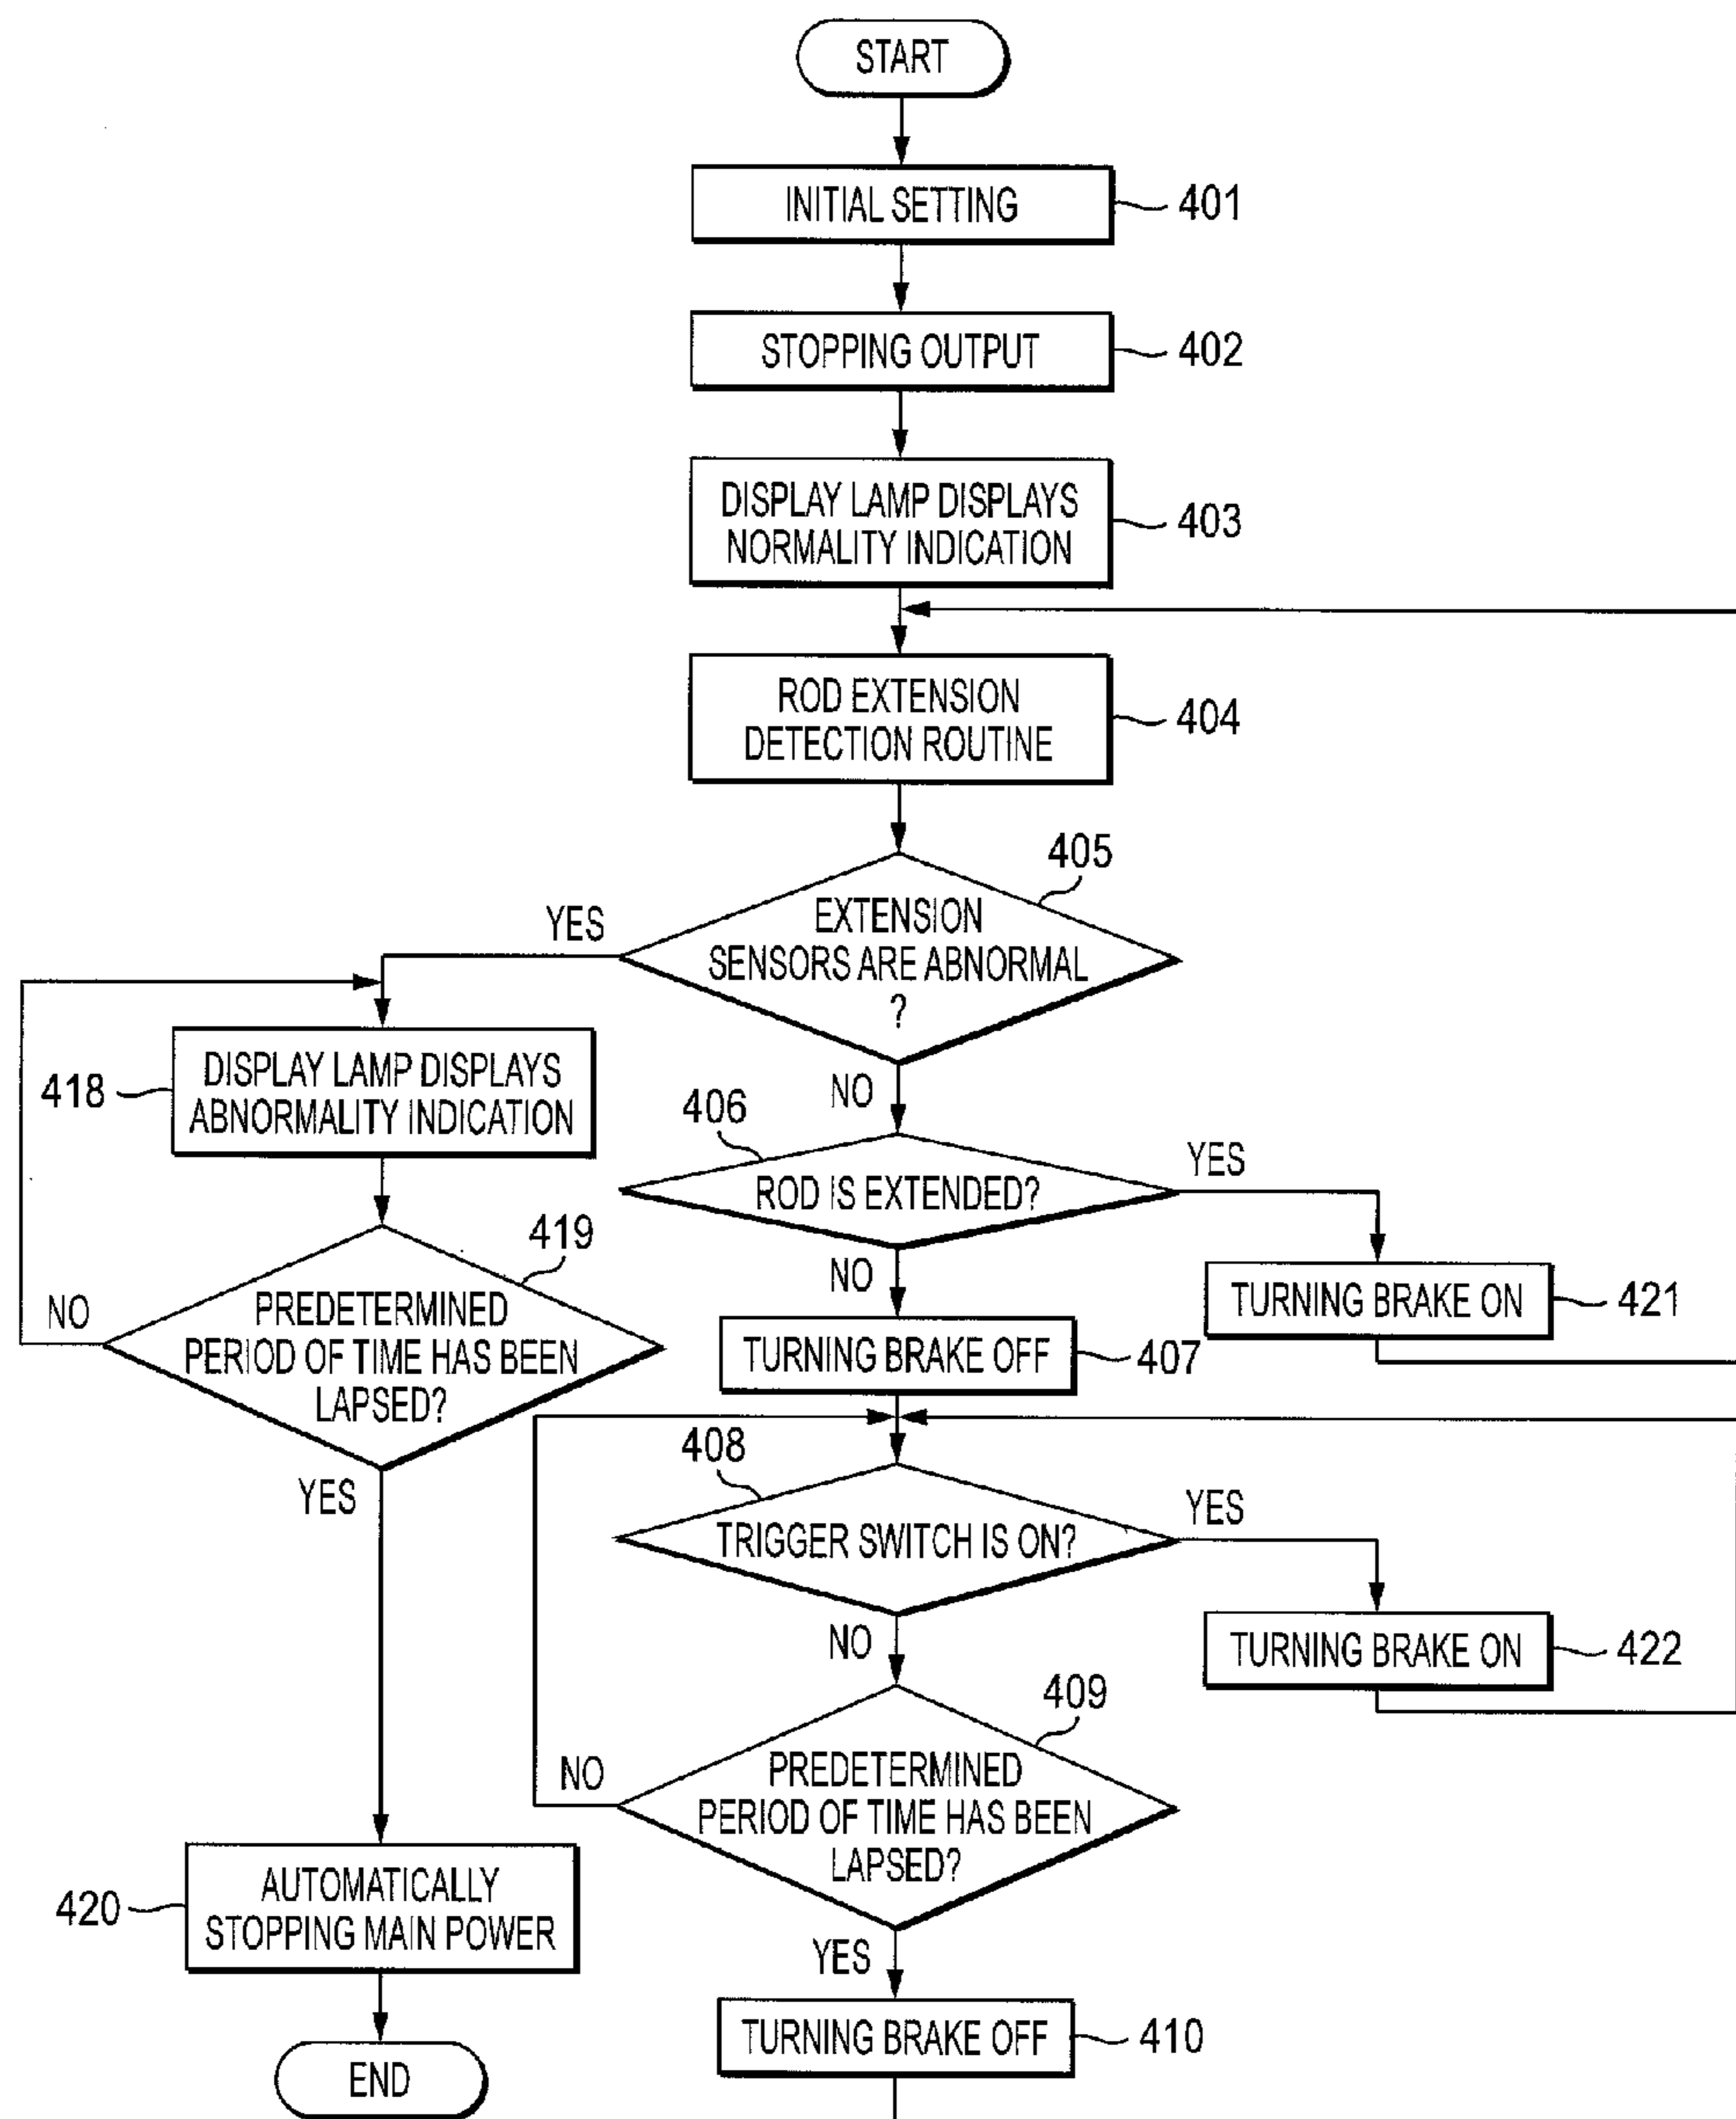 START
INITIAL SETTING
401
STOPPING OUTPUT
402
DISPLAY LAMP DISPLAYS
NORMALITY INDICATION
403
ROD EXTENSION
DETECTION ROUTINE
404
405
EXTENSION
SENSORS ARE ABNORMAL
?
YES
NO
418
DISPLAY LAMP DISPLAYS
ABNORMALITY INDICATION
406
ROD IS EXTENDED?
YES
NO
419
PREDETERMINED
PERIOD OF TIME HAS BEEN
LAPSED?
NO
YES
TURNING BRAKE ON
421
TURNING BRAKE OFF
407
408
TRIGGER SWITCH IS ON?
YES
NO
TURNING BRAKE ON
422
409
PREDETERMINED
PERIOD OF TIME HAS BEEN
LAPSED?
NO
YES
420
AUTOMATICALLY
STOPPING MAIN POWER
TURNING BRAKE OFF
410
END